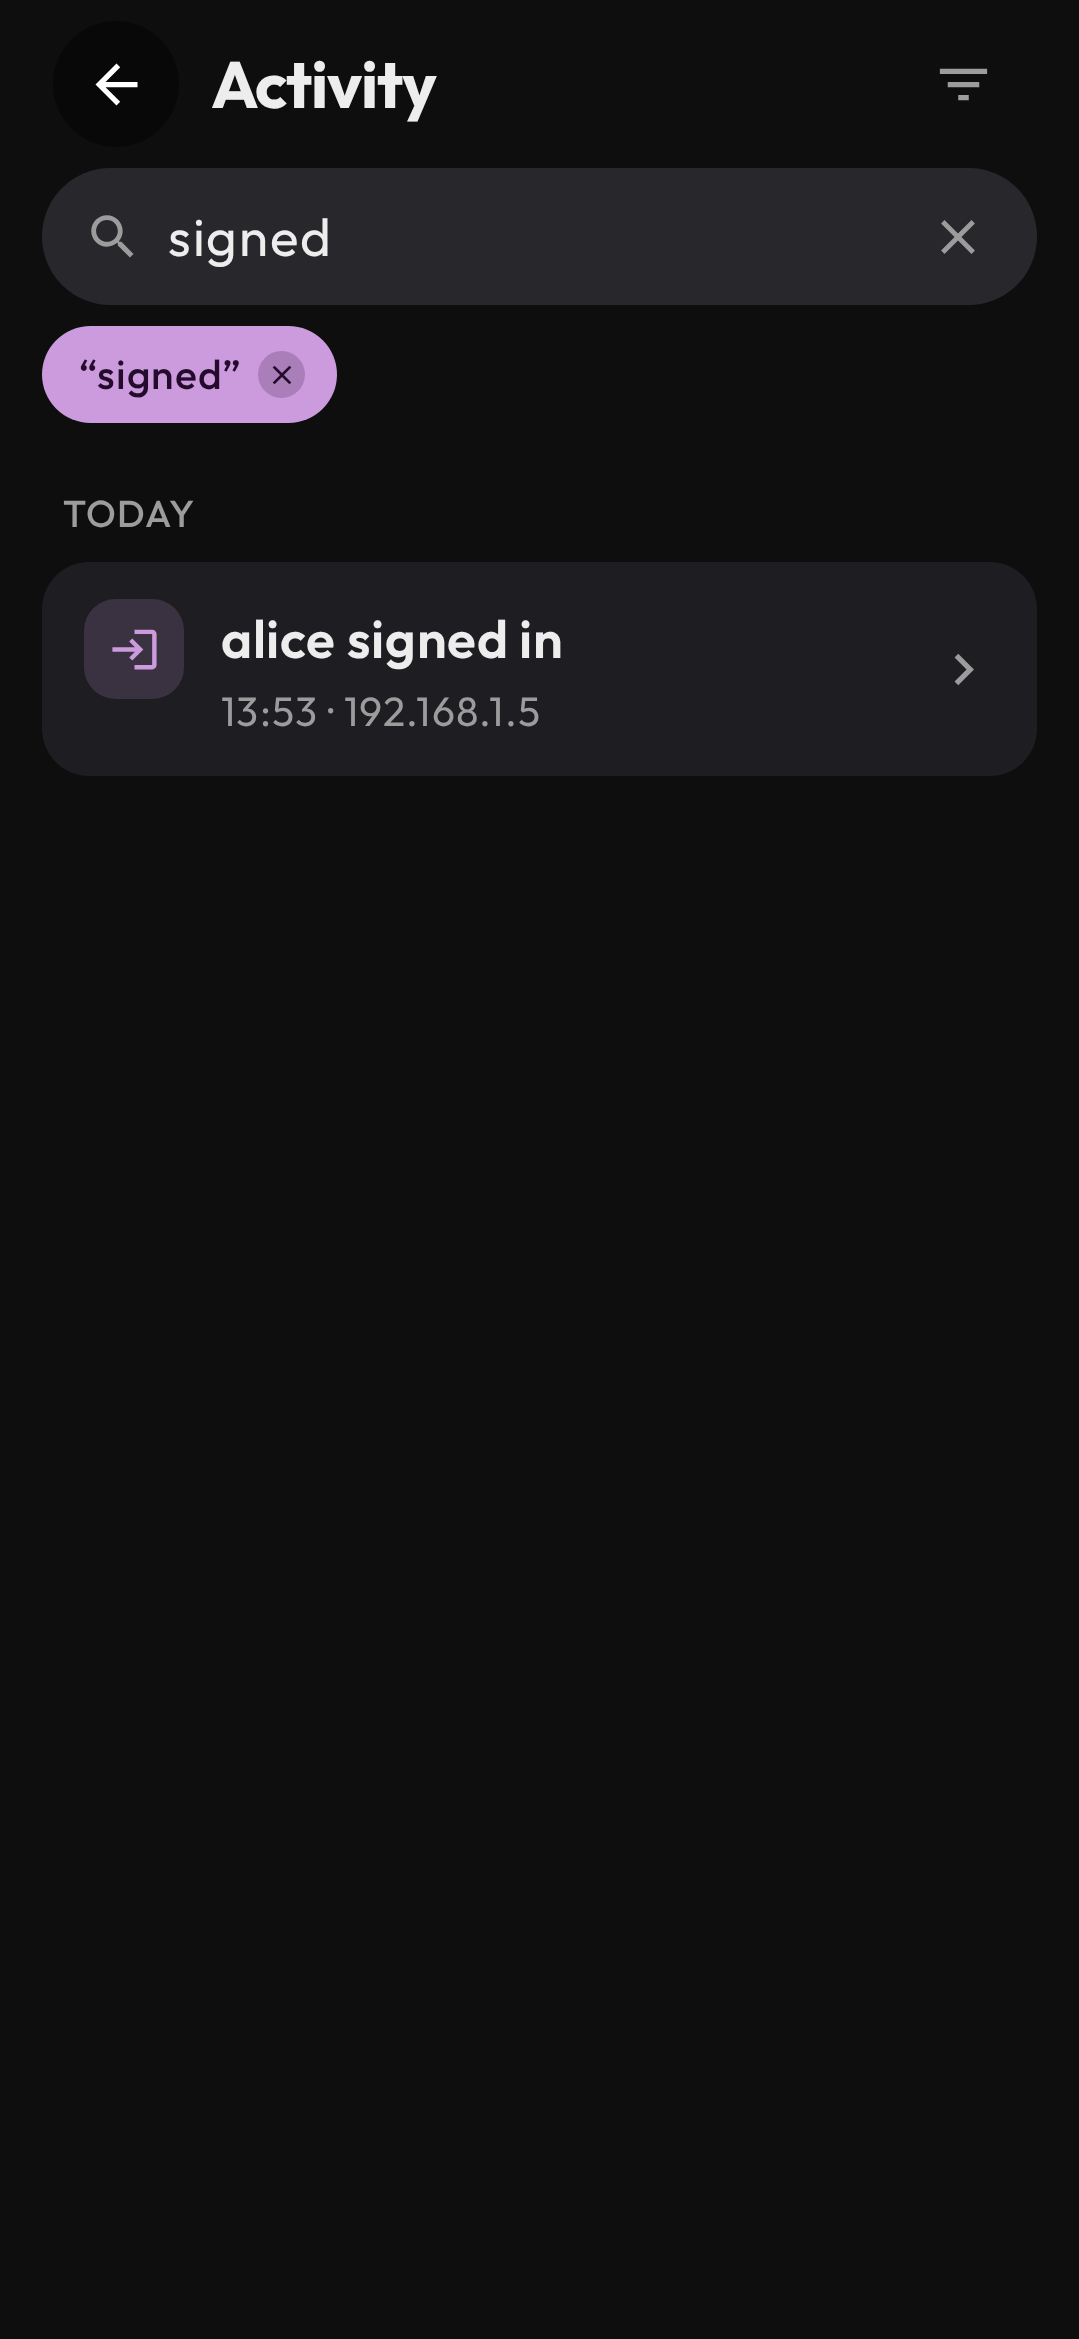 Activity
signed
“signed”
TODAY
alice signed in
13:53 · 192.168.1.5